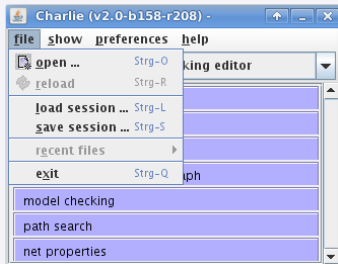 Charlie (v2.0-b158-r208) -
file show preferences help
open ... Strg-O
king editor
reload Strg-R
load session ... Strg-L
save session ... Strg-S
recent files
aph
exit Strg-Q
model checking
path search
net properties